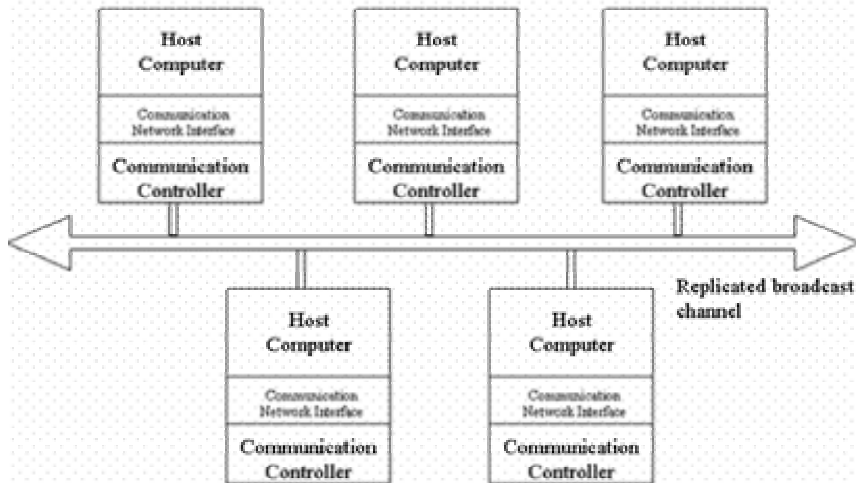 Host
Computer
Communication
Network Interface
Communication
Controller
Host
Computer
Communication
Network Interface
Communication
Controller
Host
Computer
Communication
Network Interface
Communication
Controller
Replicated broadcast
channel
Host
Computer
Communication
Network Interface
Communication
Controller
Host
Computer
Communication
Network Interface
Communication
Controller